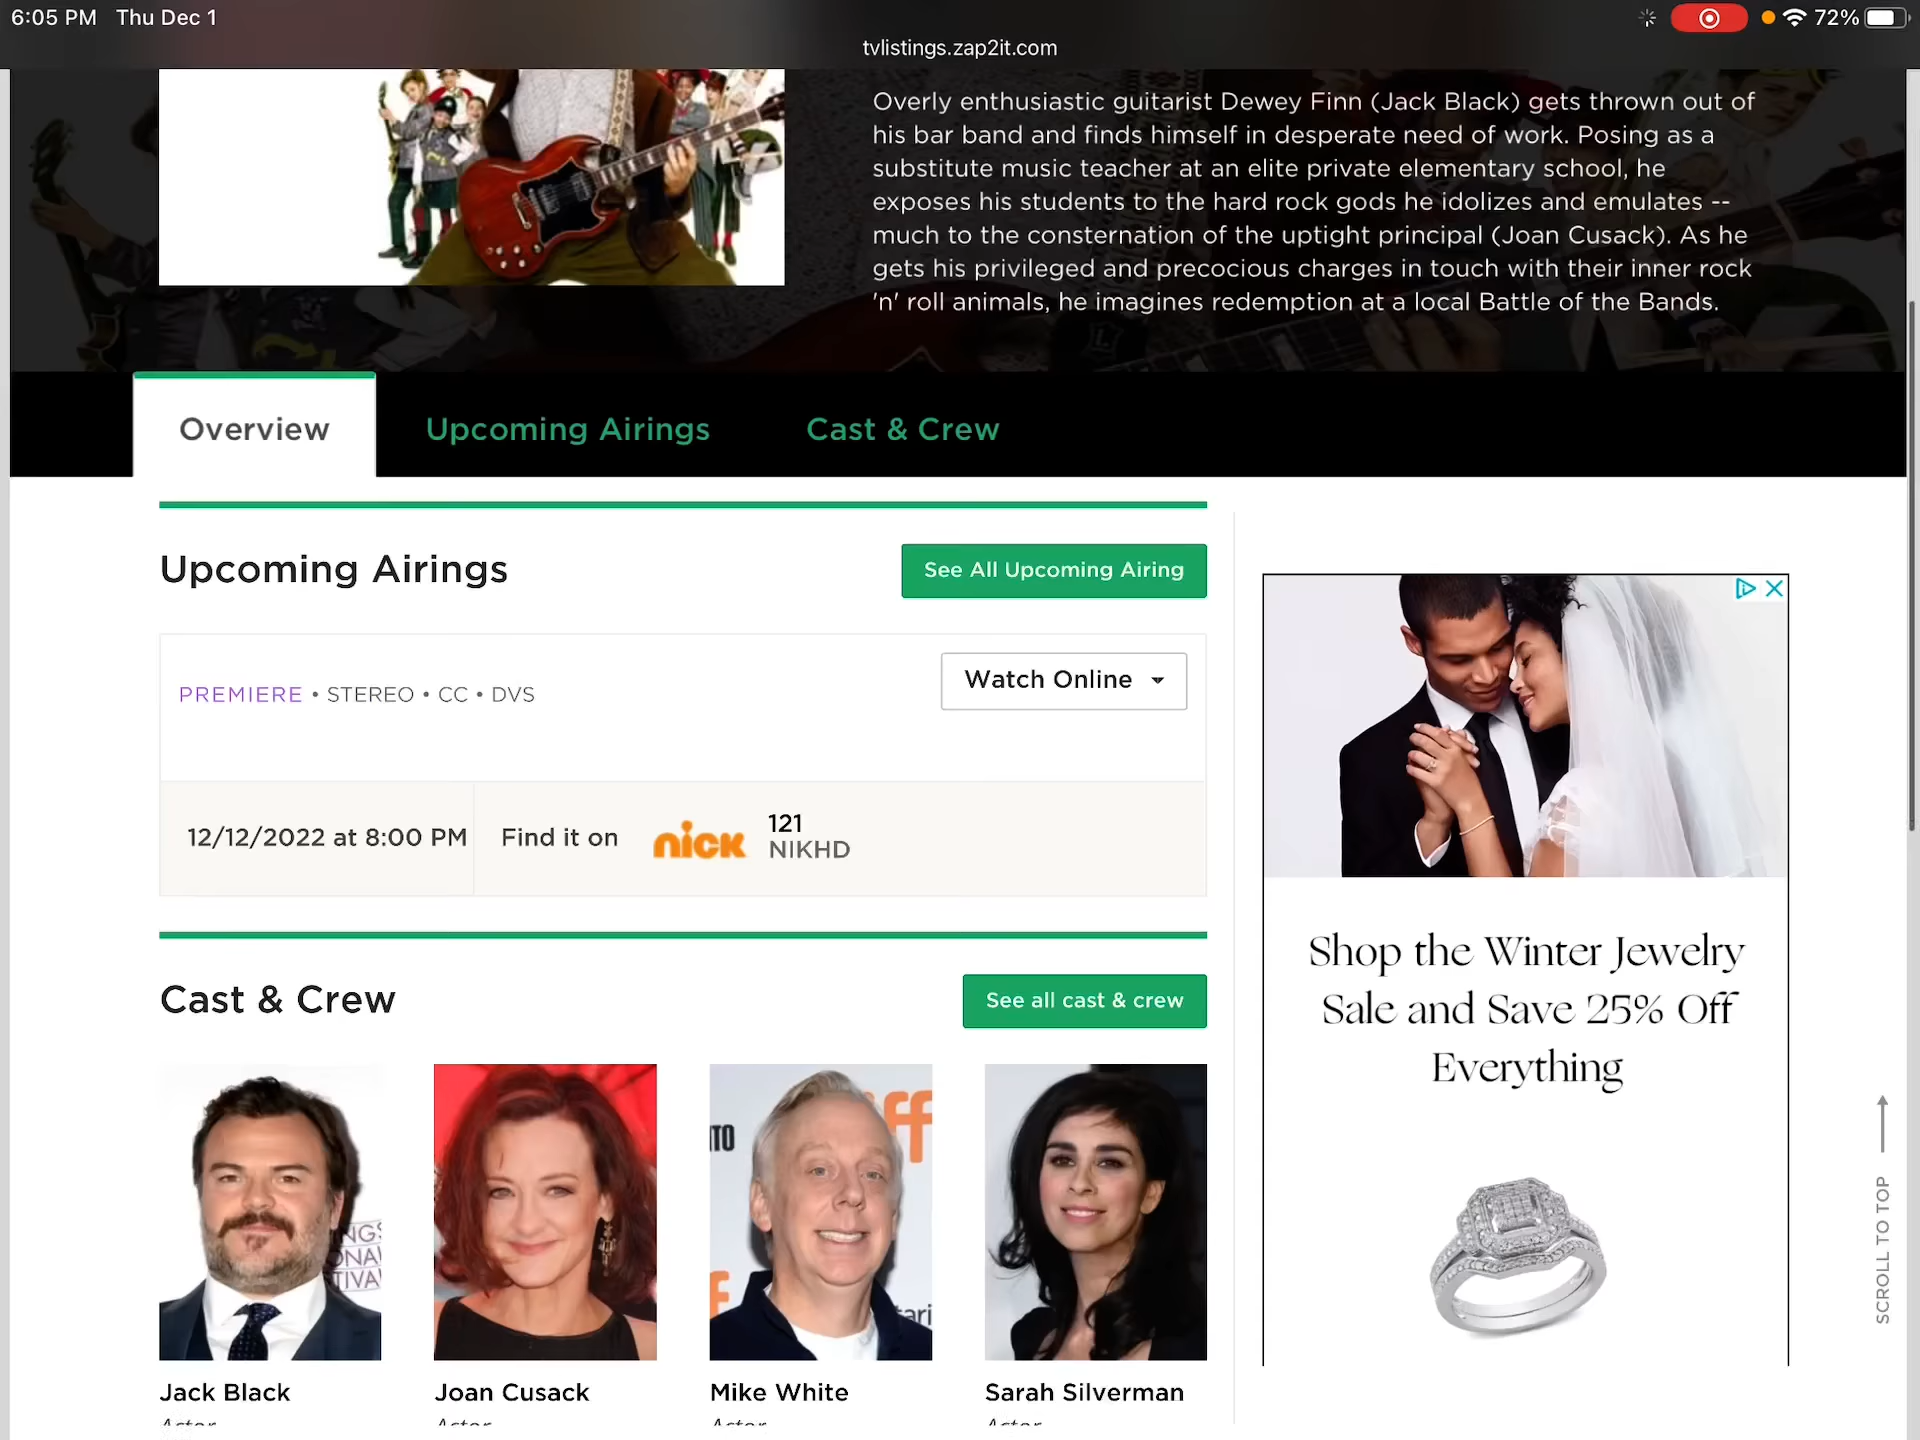 6:05 PM Thu Dec 1
72%
tvlistings.zap2it.com
Overly enthusiastic guitarist Dewey Finn (Jack Black) gets thrown out of
his bar band and finds himself in desperate need of work. Posing as a
substitute music teacher at an elite private elementary school, he
exposes his students to the hard rock gods he idolizes and emulates --
much to the consternation of the uptight principal (Joan Cusack). As he
gets his privileged and precocious charges in touch with their inner rock
'n' roll animals, he imagines redemption at a local Battle of the Bands.
Overview
Upcoming Airings
Cast & Crew
Upcoming Airings
See All Upcoming Airing
PREMIERE • STEREO • CC • DVS
Watch Online
12/12/2022 at 8:00 PM
Find it on
nick
121
NIKHD
Cast & Crew
See all cast & crew
Shop the Winter Jewelry
Sale and Save 25% Off
Everything
SCROLL TO TOP
Jack Black
Joan Cusack
Mike White
Sarah Silverman
Actor
Actor
Actor
Actor